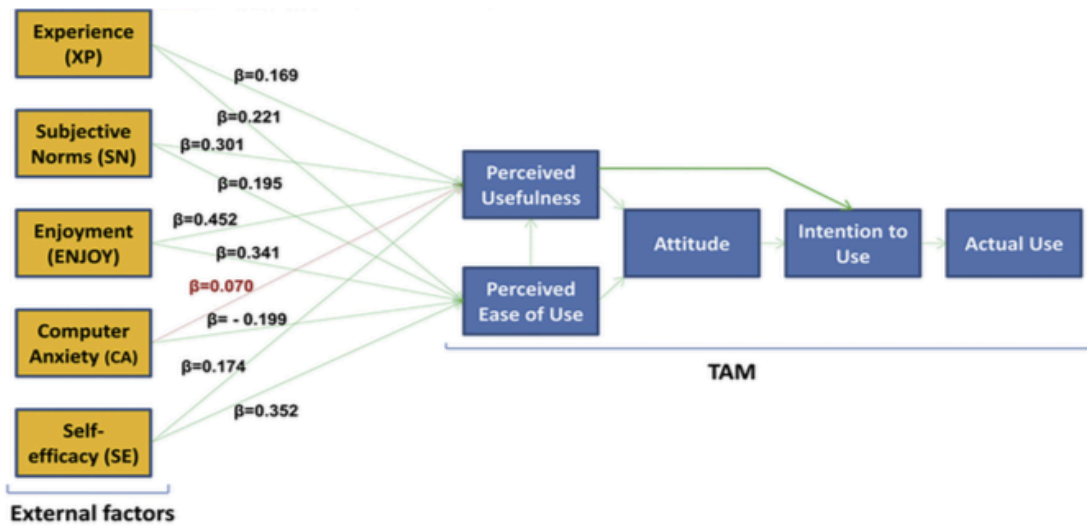 Experience
(XP)
β=0.169
β=0.221
Subjective
Norms (SN)
β=0.301
β=0.195
Perceived
Usefulness
Enjoyment
(ENJOY)
β=0.452
β=0.341
Attitude
Intention to
Use
Actual Use
β=0.070
Perceived
Ease of Use
Computer
Anxiety (CA)
β= - 0.199
β=0.174
TAM
Self-
efficacy (SE)
β=0.352
External factors